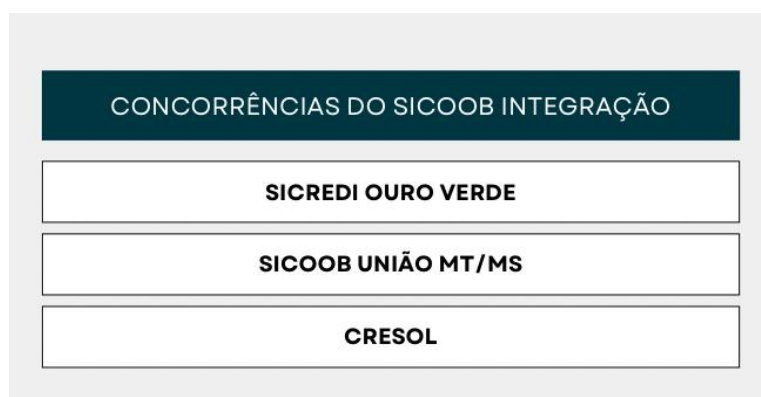 CONCORRÊNCIAS DO SICOOB INTEGRAÇÃO
SICREDI OURO VERDE
SICOOB UNIÃO MT/MS
CRESOL